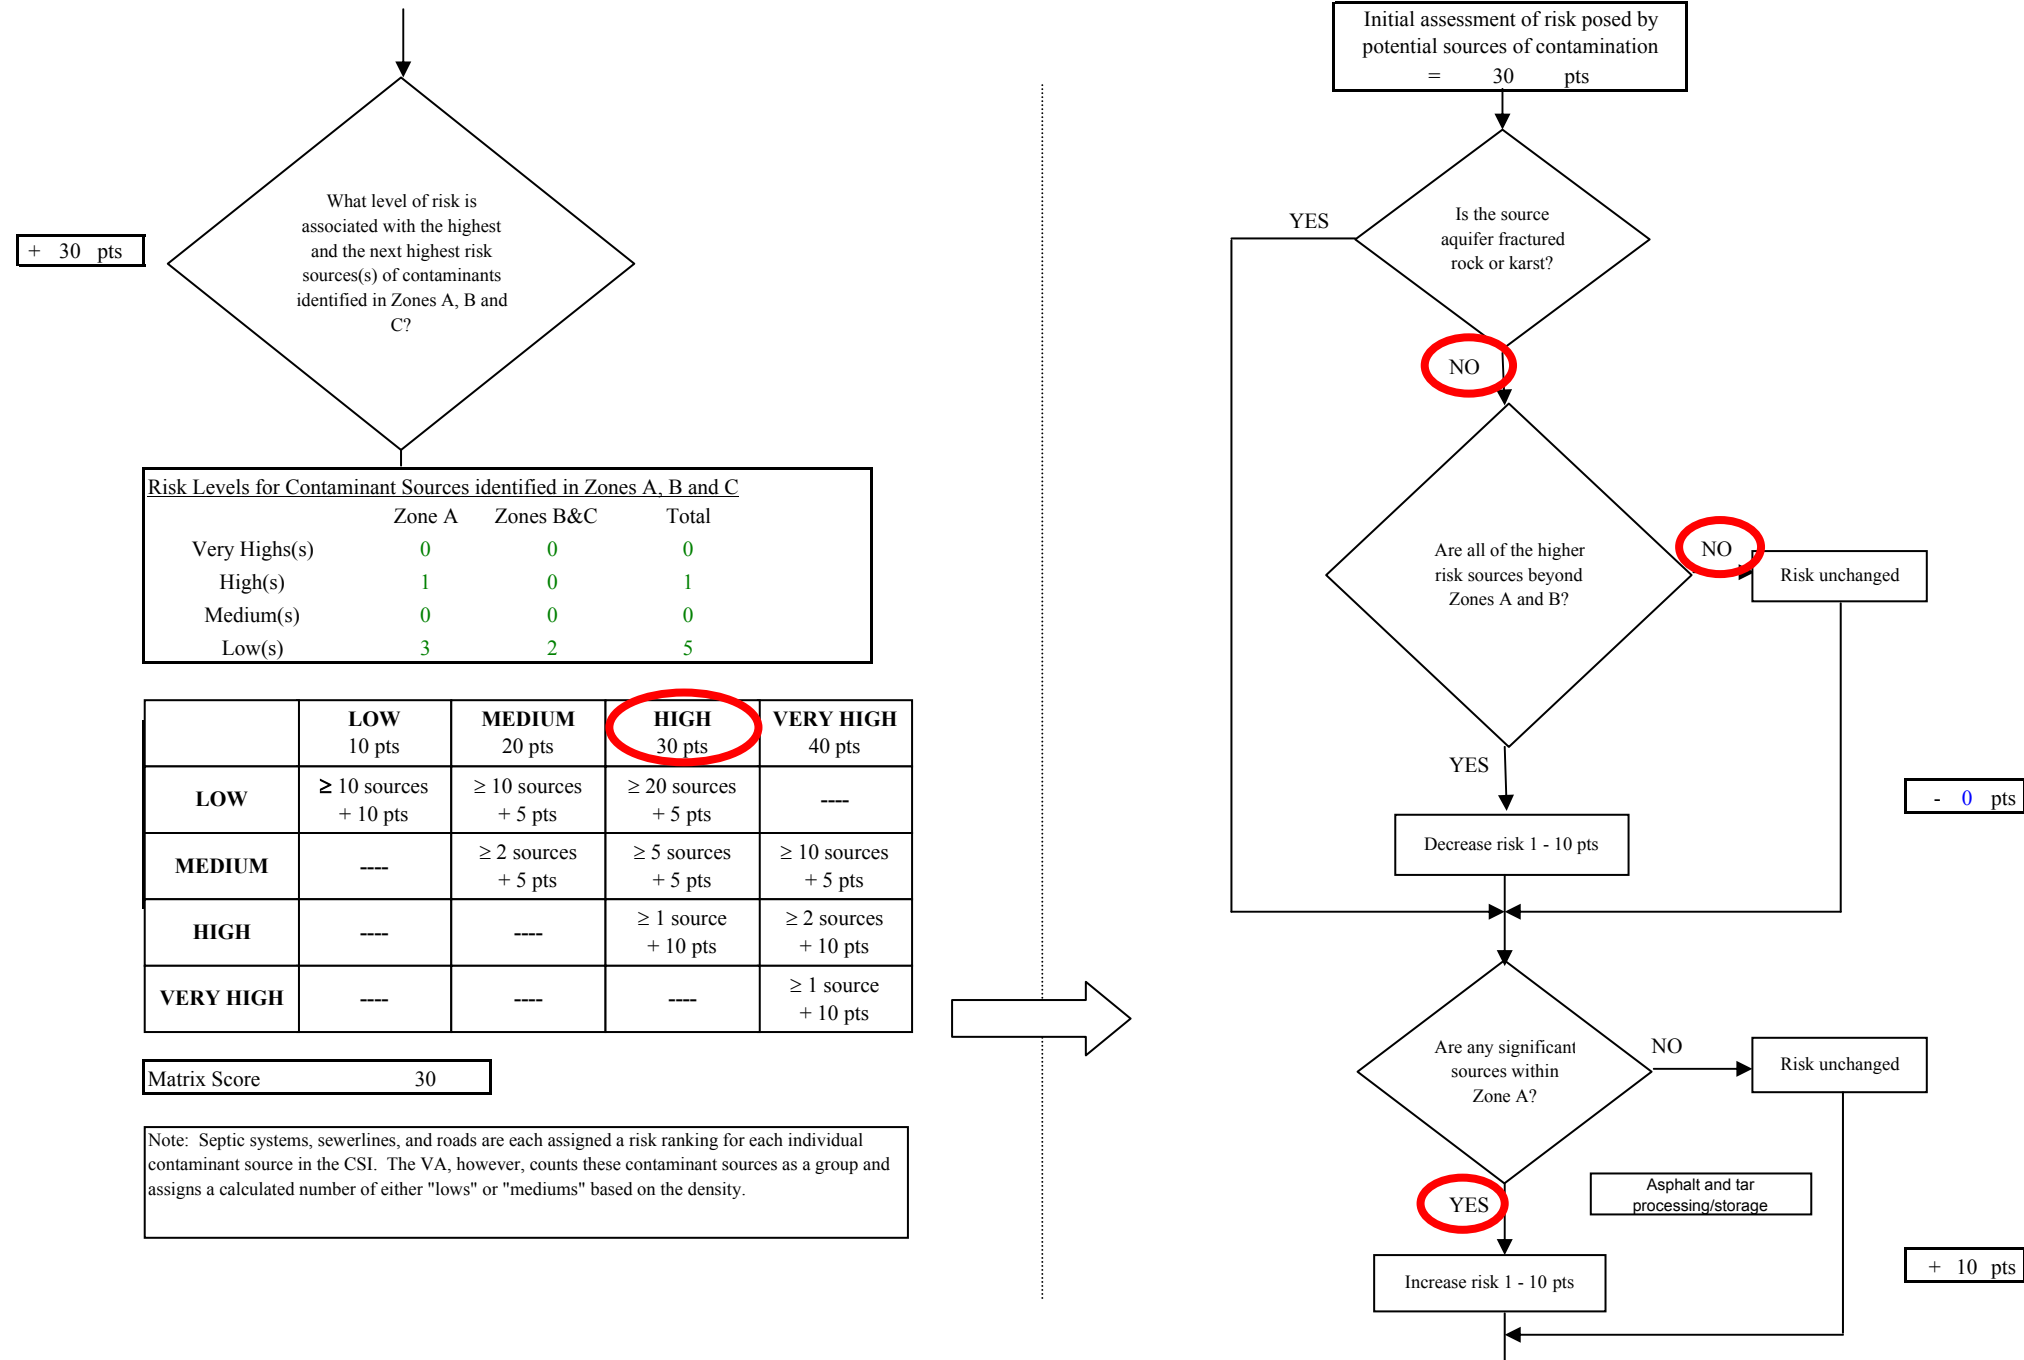 What level of risk is
associated with the highest
and the next highest risk
sources(s) of contaminants
identified in Zones A, B and
C?
+ 30 pts
Risk Levels for Contaminant Sources identified in Zones A, B and C
Zone A Zones B&C Total
Very Highs(s) 0 0 0
High(s) 1 0 1
Medium(s) 0 0 0
Low(s) 3 2 5
LOW MEDIUM HIGH VERY HIGH
10 pts 20 pts 30 pts 40 pts
LOW ≥ 10 sources ≥ 10 sources ≥ 20 sources ----
+ 10 pts + 5 pts + 5 pts
MEDIUM ---- ≥ 2 sources ≥ 5 sources ≥ 10 sources
+ 5 pts + 5 pts + 5 pts
HIGH ---- ---- ≥ 1 source ≥ 2 sources
+ 10 pts + 10 pts
VERY HIGH ---- ---- ---- ≥ 1 source
+ 10 pts
Matrix Score 30
Note: Septic systems, sewerlines, and roads are each assigned a risk ranking for each individual
contaminant source in the CSI. The VA, however, counts these contaminant sources as a group and
assigns a calculated number of either "lows" or "mediums" based on the density.
Initial assessment of risk posed by
potential sources of contamination
= 30 pts
Is the source
aquifer fractured
rock or karst?
YES
NO
Are all of the higher
risk sources beyond
Zones A and B?
NO
Risk unchanged
YES
- 0 pts
Decrease risk 1 - 10 pts
Are any significant
sources within
Zone A?
NO
Risk unchanged
YES
Asphalt and tar
processing/storage
+ 10 pts
Increase risk 1 - 10 pts